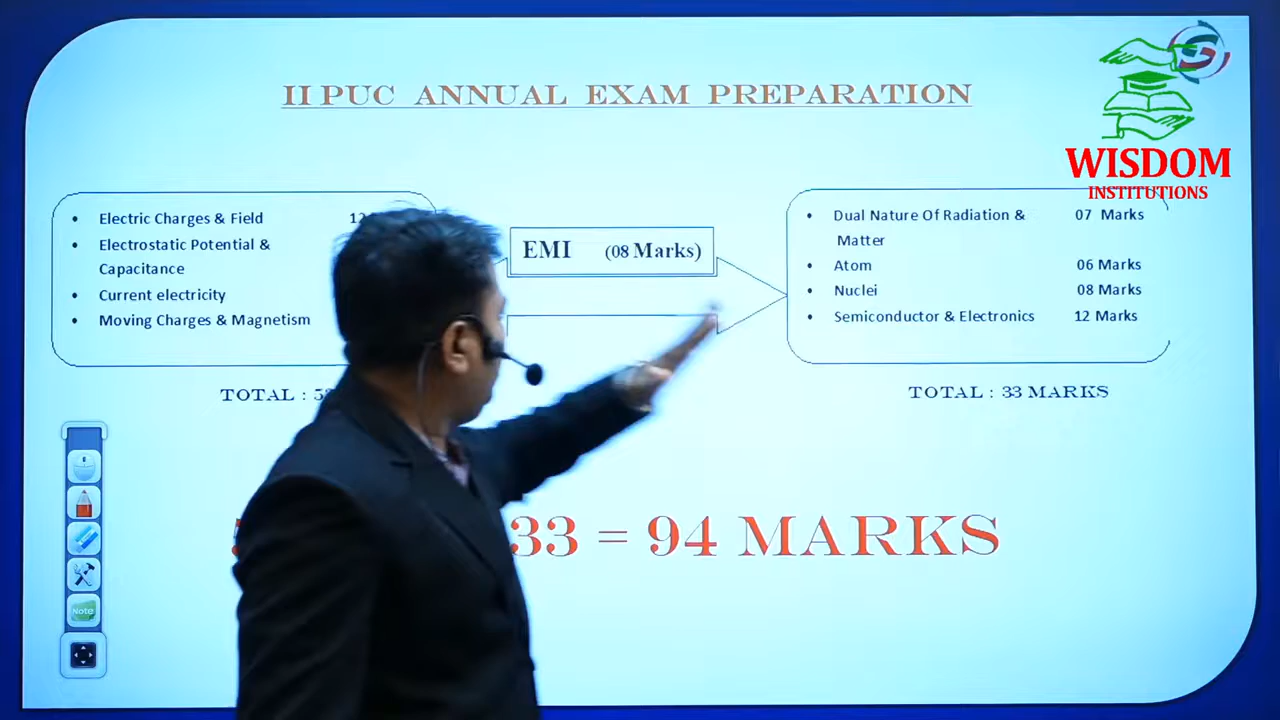 II PUC ANNUAL EXAM PREPARATION
WISDOM
INSTITUTIONS
• Electric Charges & Field
• Electrostatic Potential &
Capacitance
• Current electricity
• Moving Charges & Magnetism
TOTAL :
EMI (08 Marks)
• Dual Nature Of Radiation & 07 Marks
Matter
• Atom 06 Marks
• Nuclei 08 Marks
• Semiconductor & Electronics 12 Marks
TOTAL : 33 MARKS
33 = 94 MARKS
Note